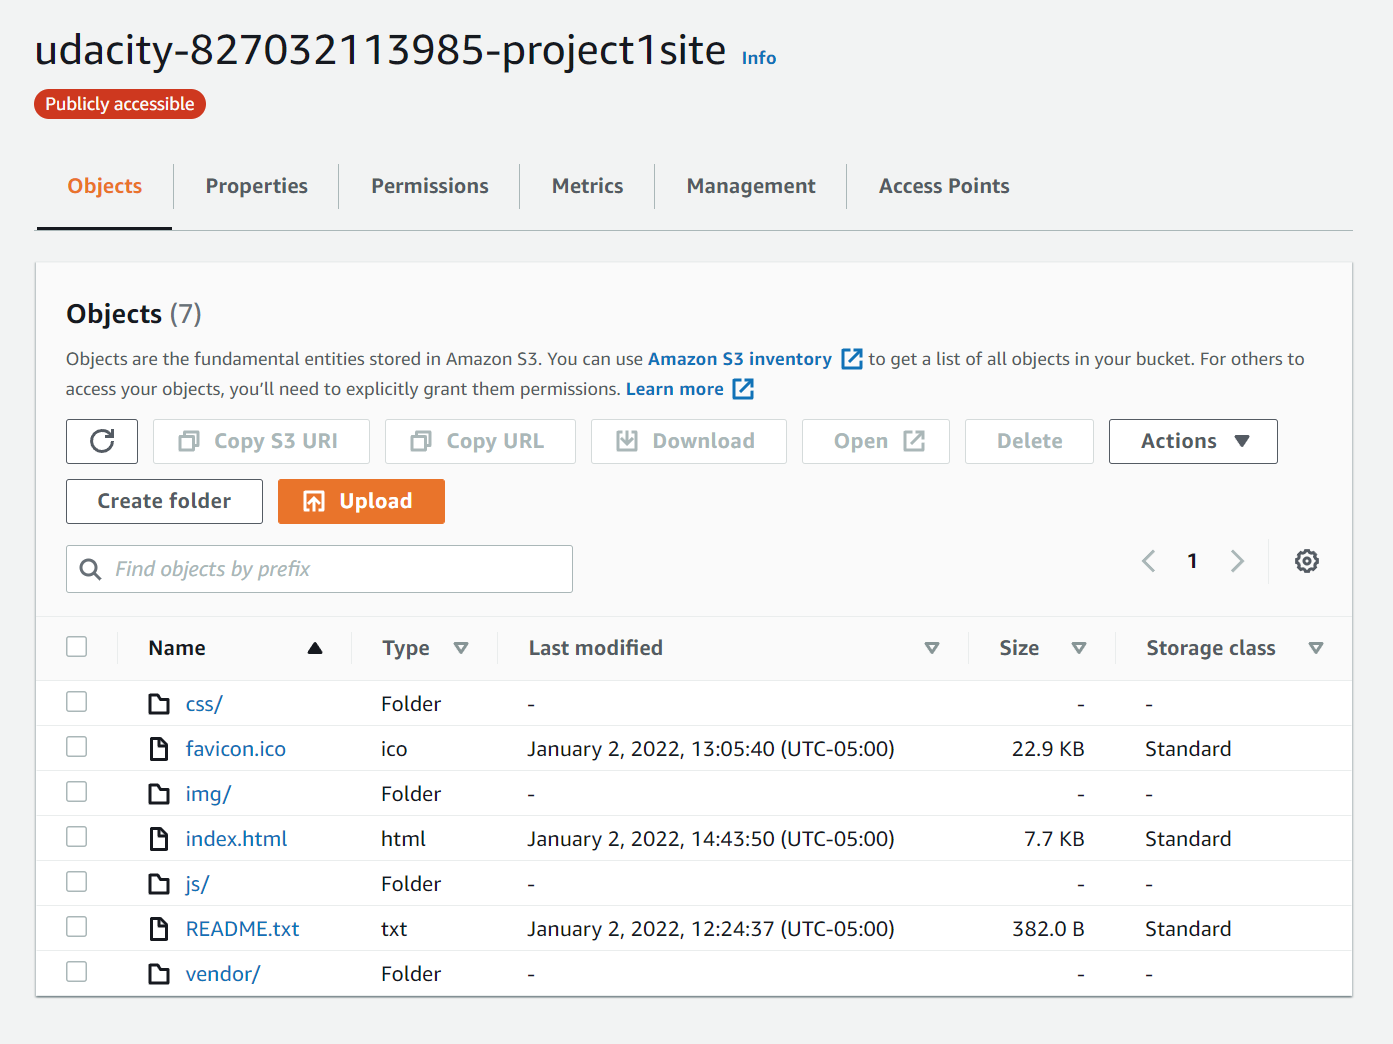 udacity-827032113985-project1site Info
Publicly accessible
Objects Properties Permissions Metrics Management Access Points
Objects (7)
Objects are the fundamental entities stored in Amazon S3. You can use Amazon S3 inventory to get a list of all objects in your bucket. For others to
access your objects, you’ll need to explicitly grant them permissions. Learn more
Copy S3 URI Copy URL Download Open Delete Actions
Create folder Upload
Find objects by prefix 1
Name Type Last modified Size Storage class
css/ Folder - - -
favicon.ico ico January 2, 2022, 13:05:40 (UTC-05:00) 22.9 KB Standard
img/ Folder - - -
index.html html January 2, 2022, 14:43:50 (UTC-05:00) 7.7 KB Standard
js/ Folder - - -
README.txt txt January 2, 2022, 12:24:37 (UTC-05:00) 382.0 B Standard
vendor/ Folder - - -